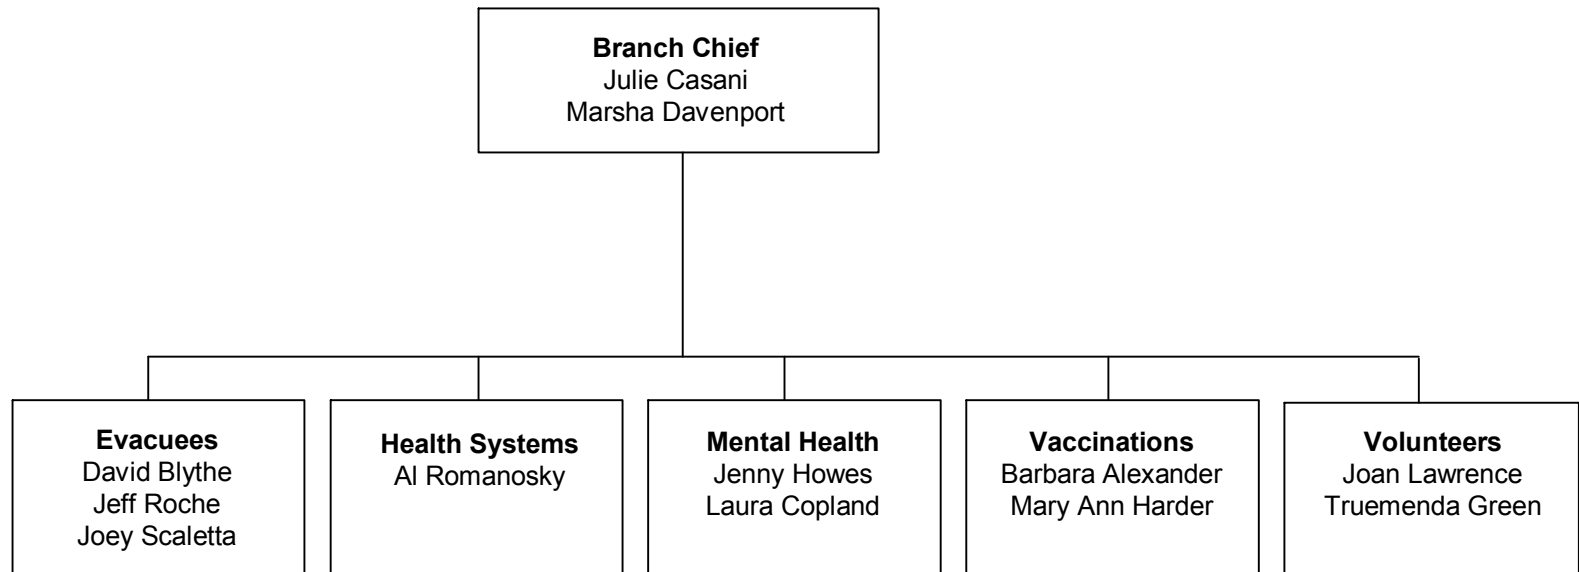 Branch Chief
Julie Casani
Marsha Davenport
Evacuees
David Blythe
Jeff Roche
Joey Scaletta
Health Systems
Al Romanosky
Mental Health
Jenny Howes
Laura Copland
Vaccinations
Barbara Alexander
Mary Ann Harder
Volunteers
Joan Lawrence
Truemenda Green